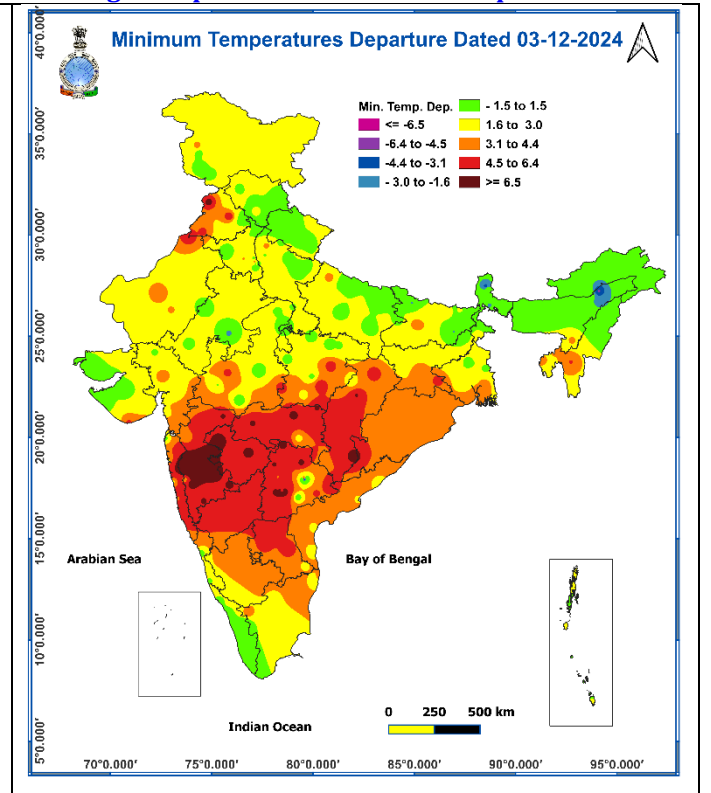 Minimum Temperatures Departure Dated 03-12-2024
Min. Temp. Dep.
<= -6.5
-6.4 to -4.5
-4.4 to -3.1
- 3.0 to -1.6
- 1.5 to 1.5
1.6 to 3.0
3.1 to 4.4
4.5 to 6.4
>= 6.5
40°0.000'
35°0.000'
30°0.000'
25°0.000'
20°0.000'
15°0.000'
10°0.000'
5°0.000'
Arabian Sea
Bay of Bengal
Indian Ocean
0 250 500 km
70°0.000' 75°0.000' 80°0.000' 85°0.000' 90°0.000' 95°0.000'